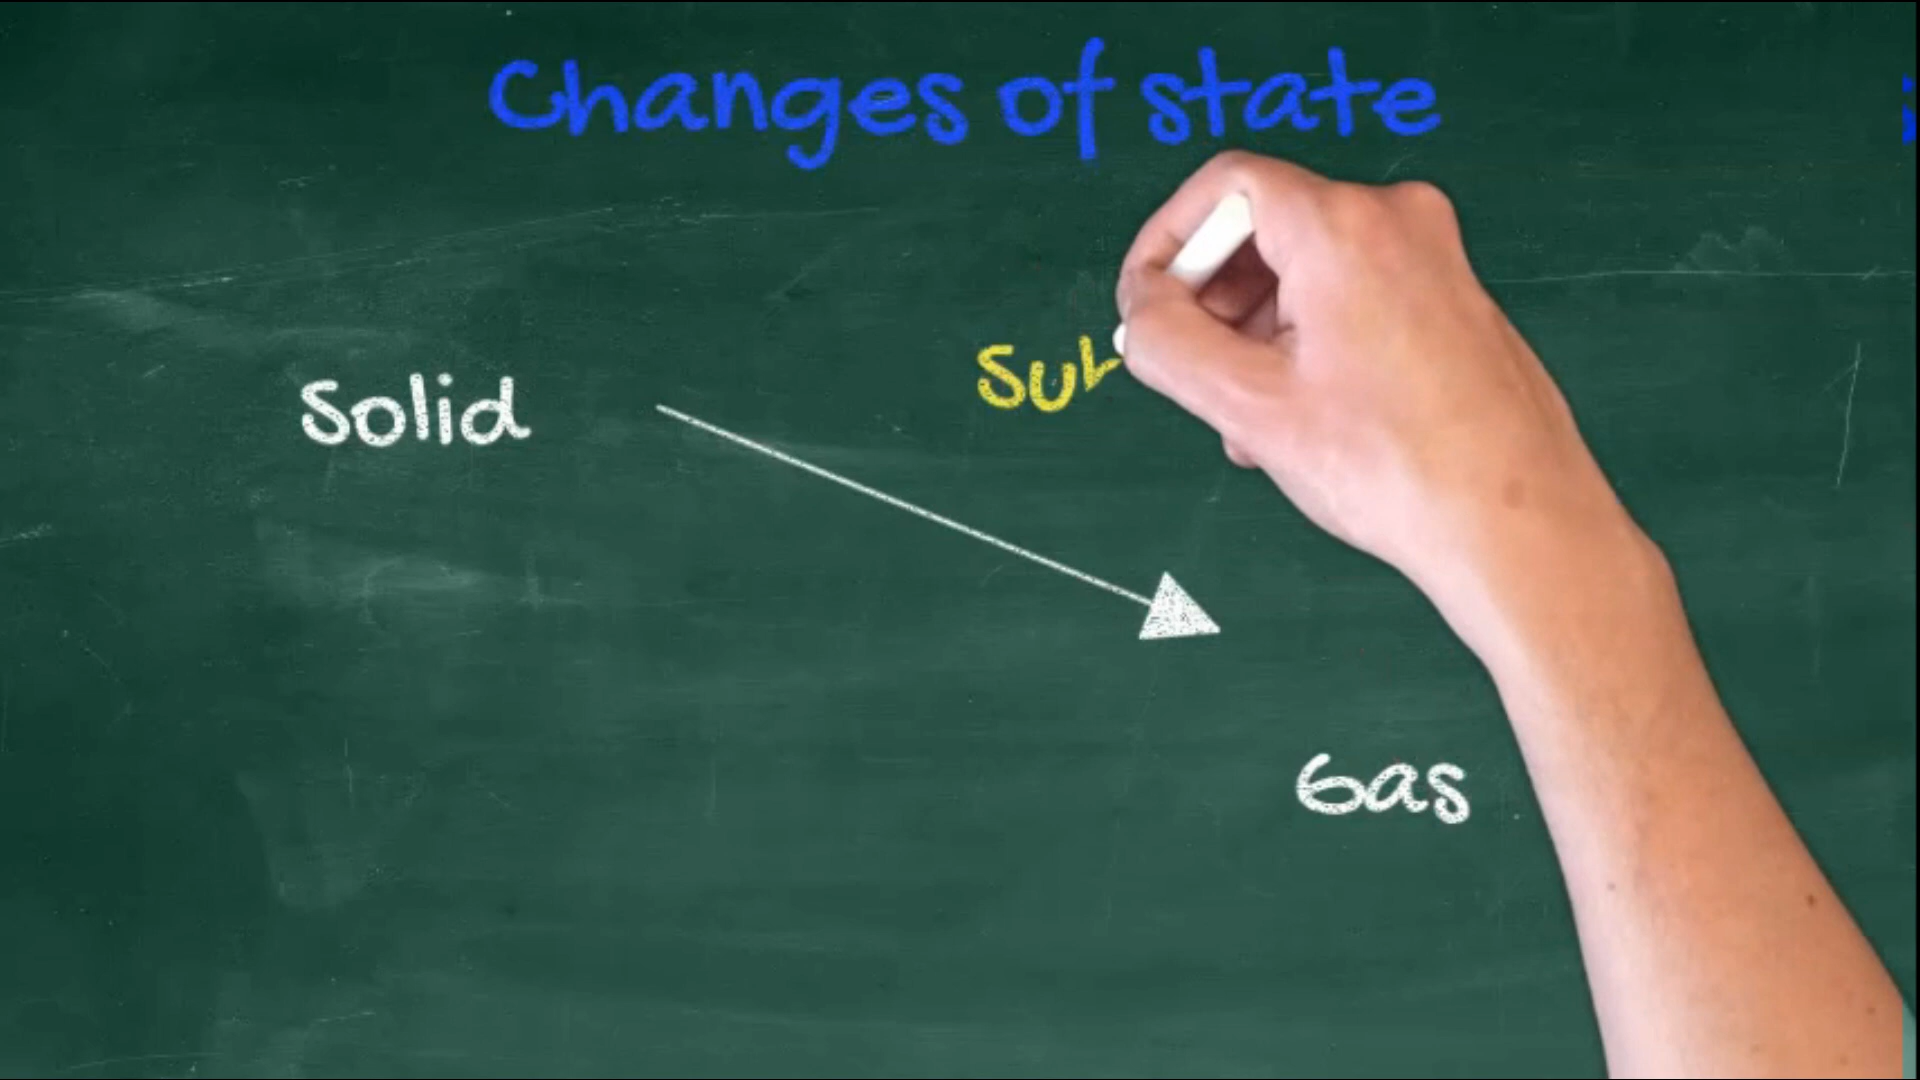 Changes of state
Solid
Gas